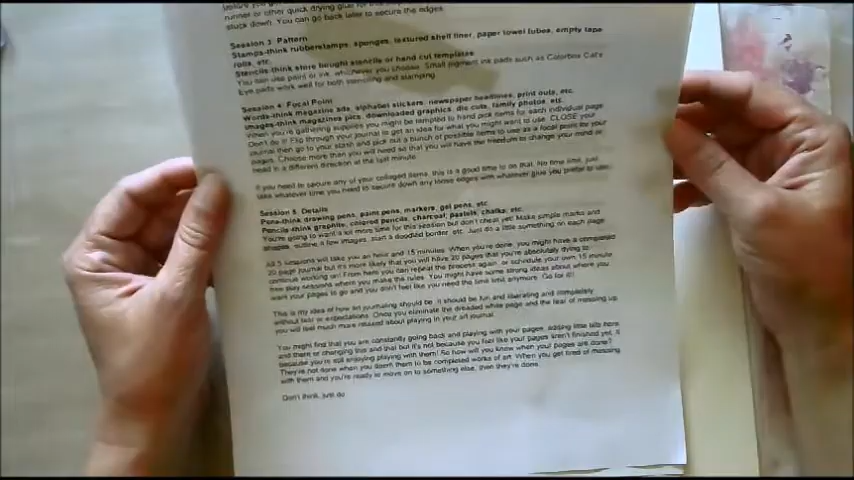 runner or other quick drying glue)
stuck down. You can go back later to secure the edges.
Session 3 Pattern
Stamps-think rubberstamps, sponges, textured shelf liner, paper towel tubes, empty tape
rolls, etc.
Stencils-think store bought stencils or hand cut templates
You can use paint or ink, whichever you choose. Small pigment ink pads such as Colorbox Cat's
Eye pads work well for both stenciling and stamping
Session 4 Focal Point
Words-think magazine ads, alphabet stickers, newspaper headlines, print outs, etc.
Images-think magazines pics, downloaded graphics, die cuts, family photos, etc.
When you're gathering supplies you might be tempted to hand pick items for each individual page
Don't do it! Flip through your journal to get an idea for what you might want to use. CLOSE your
journal then go to your stash and pick out a bunch of possible items to use as a focal point for your
pages. Choose more than you will need so that you will have the freedom to change your mind or
need it at the last minute.
If you need to secure any of your collaged items, this is a good time to do that. No time limit, just
whatever time you need to secure down any loose edges with whatever glue you prefer to use.
Session 5 Details
Pens-think drawing pens, paint pens, markers, gel pens, etc.
Pencils-think graphite, colored pencils, charcoal, pastels, chalks, etc.
You're going to want a lot more time for this session but don't cheat yet! Make simple marks and
shapes, outline a few images, start a doodled border etc. Just do a little something on each page.
All 5 sessions will take you an hour and 15 minutes. When you're done, you might have a completed
20 page journal but it's more likely that you will have 20 pages that you're absolutely dying to
continue working on! From here you can repeat the process again, or schedule your own 15 minute
free play sessions where you make the rules. You might have some strong ideas about where you
want your pages to go and you don't feel like you need the time limit anymore. Go for it!
This is my idea of how art journaling should be. It should be fun and liberating and completely
without fear or expectations. Once you eliminate the dreaded white page and the fear of messing up
you will feel much more relaxed about playing in your art journal.
You might find that you are constantly going back and playing with your pages, adding little bits here
and there or changing this and that but it's not because you feel like your pages aren't finished yet, it
because you're still enjoying playing with them! So how will you know when your pages are done?
They're not done when you deem them to be completed works of art. When you get tired of messing
with them and you're ready to move on to something else, then they're done.
Don't think, just do